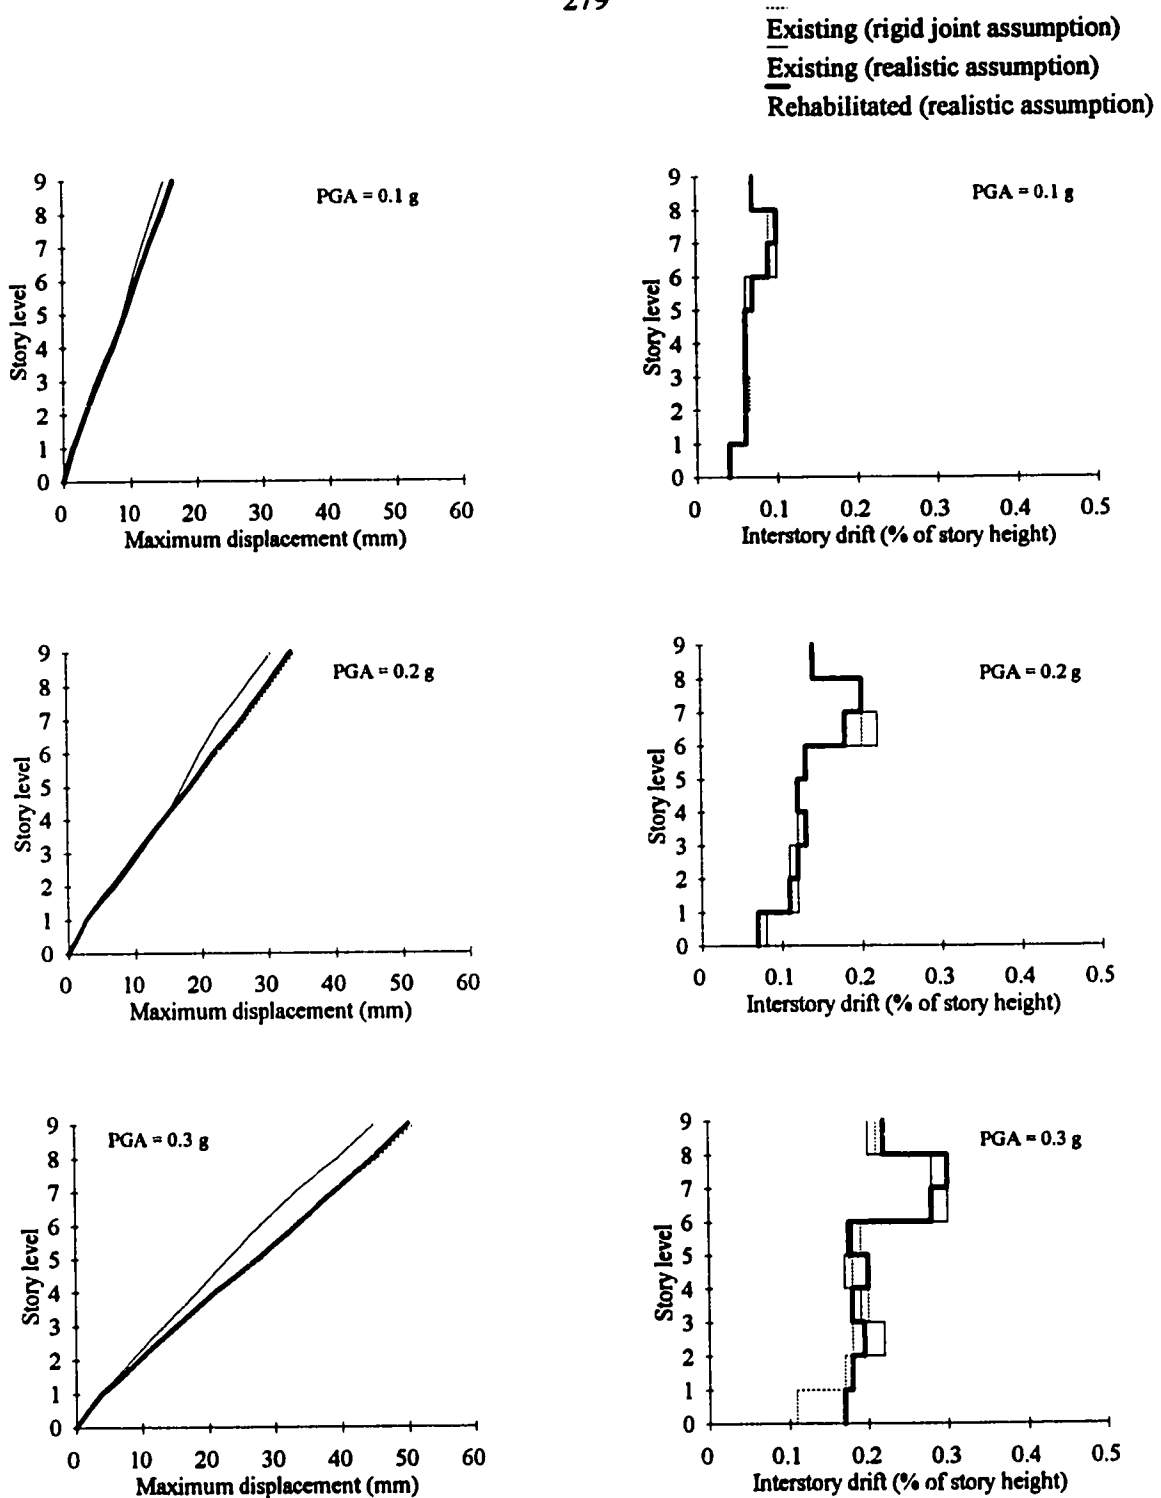 279
Existing (rigid joint assumption)
Existing (realistic assumption)
Rehabilitated (realistic assumption)
PGA = 0.1 g
9
8
7
6
5
4
3
2
1
0
Story level
0 10 20 30 40 50 60
Maximum displacement (mm)
PGA = 0.1 g
9
8
7
6
5
4
3
2
1
0
Story level
0 0.1 0.2 0.3 0.4 0.5
Interstory drift (% of story height)
PGA = 0.2 g
9
8
7
6
5
4
3
2
1
0
Story level
0 10 20 30 40 50 60
Maximum displacement (mm)
PGA = 0.2 g
9
8
7
6
5
4
3
2
1
0
Story level
0 0.1 0.2 0.3 0.4 0.5
Interstory drift (% of story height)
PGA = 0.3 g
9
8
7
6
5
4
3
2
1
0
Story level
0 10 20 30 40 50 60
Maximum displacement (mm)
PGA = 0.3 g
9
8
7
6
5
4
3
2
1
0
Story level
0 0.1 0.2 0.3 0.4 0.5
Interstory drift (% of story height)